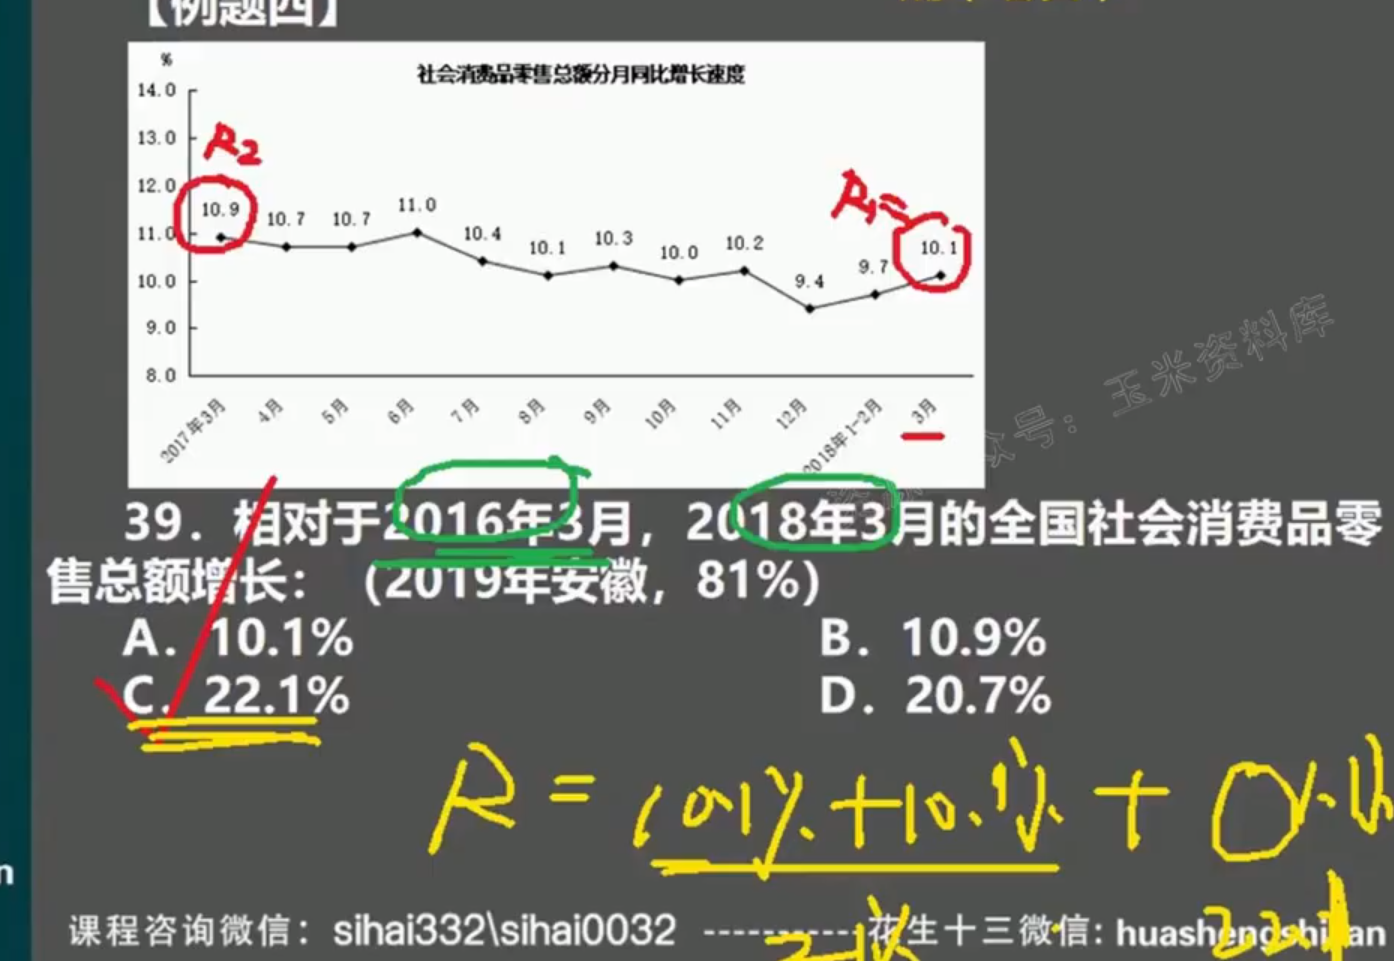 【例题四】
%
社会消费品零售总额分月同比增长速度
14.0
13.0
12.0
11.0
10.0
9.0
8.0
R2
R1=
10.9 10.7 10.7 11.0 10.4 10.1 10.3 10.0 10.2 9.4 9.7 10.1
2017年3月 4月 5月 6月 7月 8月 9月 10月 11月 12月 2018年1-2月 3月
众号：玉米资料库
39. 相对于2016年3月，2018年3月的全国社会消费品零
售总额增长：（2019年安徽，81%）
A. 10.1% B. 10.9%
C. 22.1% D. 20.7%
R = 10.1% + 10.9% +
课程咨询微信：sihai332\sihai0032 -----------花生十三微信：huashengshisan